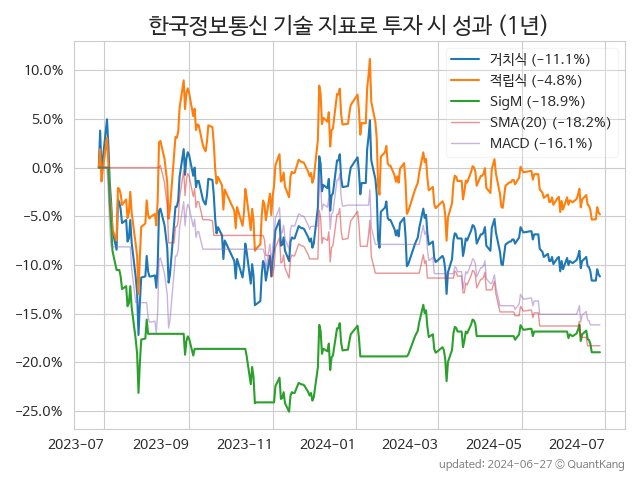 한국정보통신 기술 지표로 투자 시 성과 (1년)
거치식 (−11.1%)
적립식 (−4.8%)
SigM (−18.9%)
SMA(20) (−18.2%)
MACD (−16.1%)
10.0%
5.0%
0.0%
−5.0%
−10.0%
−15.0%
−20.0%
−25.0%
2023-07 2023-09 2023-11 2024-01 2024-03 2024-05 2024-07
updated: 2024-06-27 ⓒ QuantKang